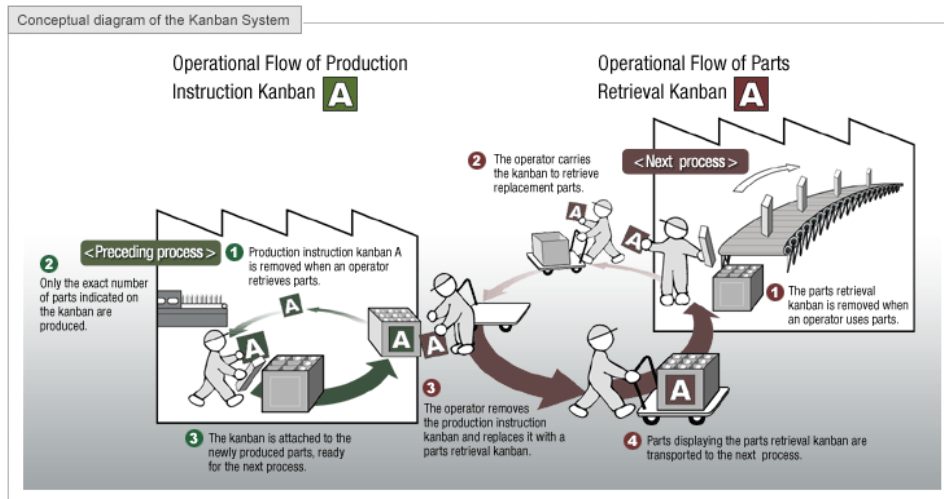 Conceptual diagram of the Kanban System
Operational Flow of Production
Instruction Kanban A
Operational Flow of Parts
Retrieval Kanban A
2 The operator carries
the kanban to retrieve
replacement parts.
<Next process>
A
A
1 The parts retrieval
kanban is removed when
an operator uses parts.
<Preceding process>
1 Production instruction kanban A
is removed when an operator
retrieves parts.
2
Only the exact number
of parts indicated on
the kanban are
produced.
A
A
A
A
A
3
The operator removes
the production instruction
kanban and replaces it with a
parts retrieval kanban.
3 The kanban is attached to the
newly produced parts, ready
for the next process.
4 Parts displaying the parts retrieval kanban are
transported to the next process.